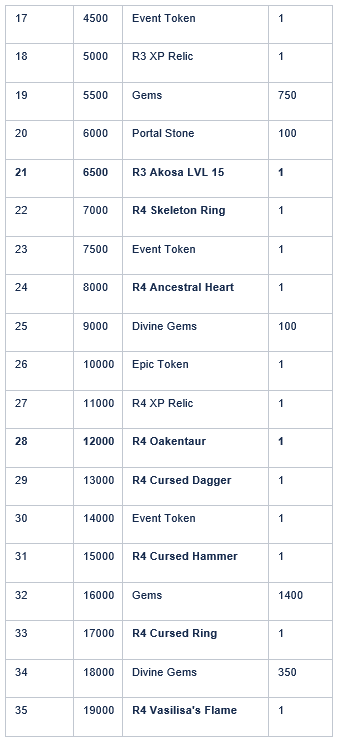 17 4500 Event Token 1
18 5000 R3 XP Relic 1
19 5500 Gems 750
20 6000 Portal Stone 100
21 6500 R3 Akosa LVL 15 1
22 7000 R4 Skeleton Ring 1
23 7500 Event Token 1
24 8000 R4 Ancestral Heart 1
25 9000 Divine Gems 100
26 10000 Epic Token 1
27 11000 R4 XP Relic 1
28 12000 R4 Oakentaur 1
29 13000 R4 Cursed Dagger 1
30 14000 Event Token 1
31 15000 R4 Cursed Hammer 1
32 16000 Gems 1400
33 17000 R4 Cursed Ring 1
34 18000 Divine Gems 350
35 19000 R4 Vasilisa's Flame 1